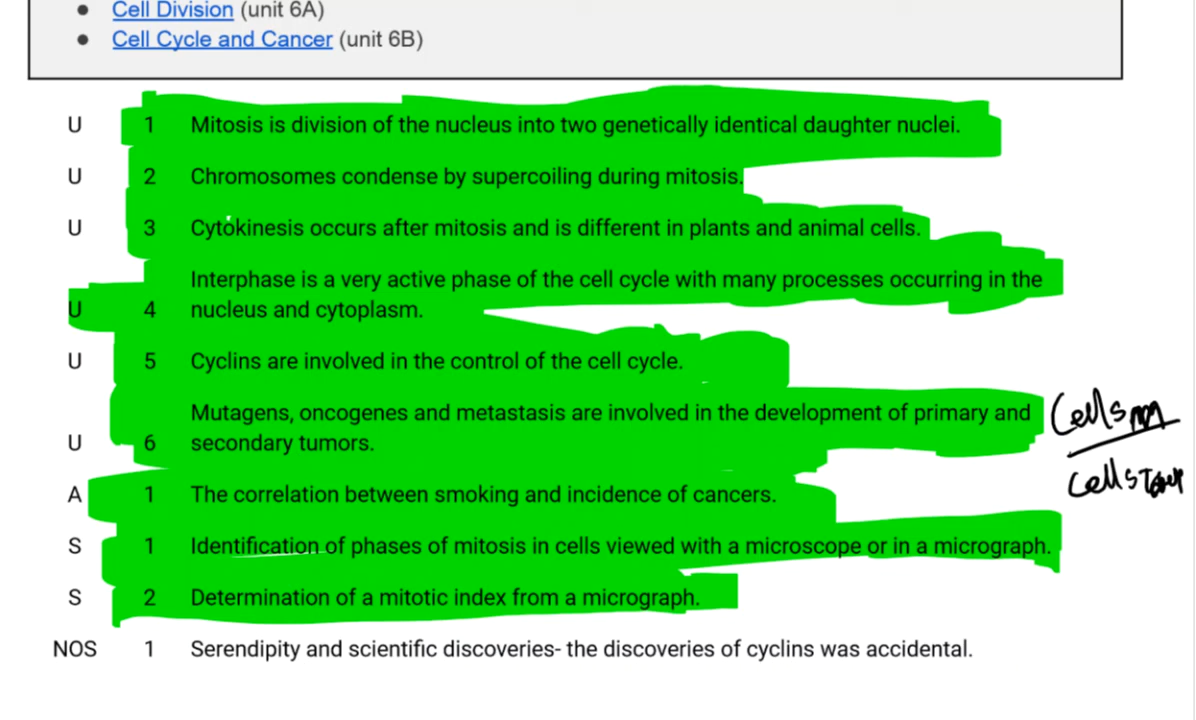 ● Cell Division (unit 6A)
● Cell Cycle and Cancer (unit 6B)
U 1 Mitosis is division of the nucleus into two genetically identical daughter nuclei.
U 2 Chromosomes condense by supercoiling during mitosis.
U 3 Cytokinesis occurs after mitosis and is different in plants and animal cells.
Interphase is a very active phase of the cell cycle with many processes occurring in the
U 4 nucleus and cytoplasm.
U 5 Cyclins are involved in the control of the cell cycle.
Mutagens, oncogenes and metastasis are involved in the development of primary and
U 6 secondary tumors.
Cells
Cells
A 1 The correlation between smoking and incidence of cancers.
S 1 Identification of phases of mitosis in cells viewed with a microscope or in a micrograph.
S 2 Determination of a mitotic index from a micrograph.
NOS 1 Serendipity and scientific discoveries- the discoveries of cyclins was accidental.